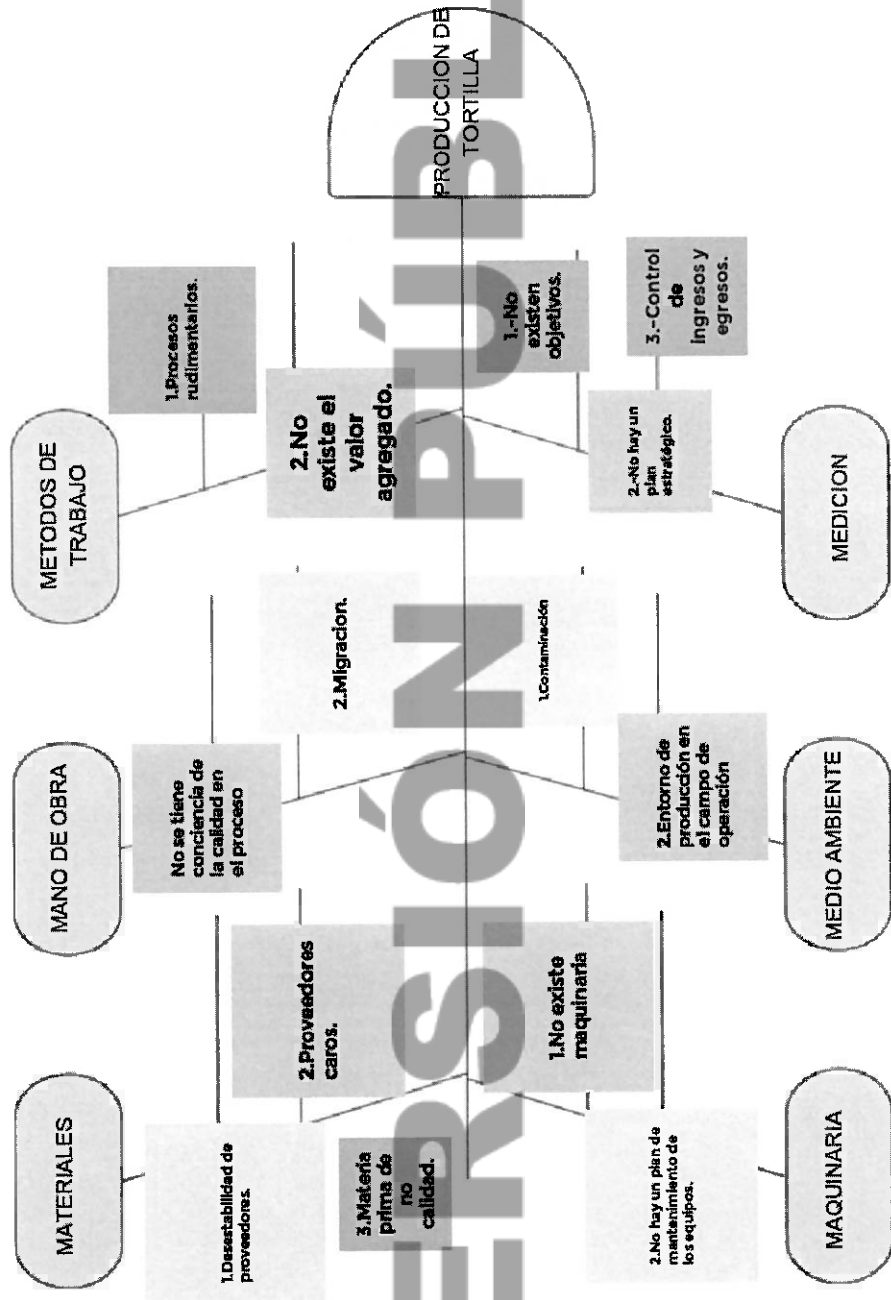 MATERIALES
MANO DE OBRA
METODOS DE
TRABAJO
1.Desestabilidad de
proveedores.
2.Proveedores
caros.
3.Materia
prima de
no
calidad.
No se tiene
conciencia de
la calidad en
el proceso
2.Migracion.
1.Procesos
rudimentarios.
2.No
existe el
valor
agregado.
PRODUCCION DE
TORTILLA
1.No existe
maquinaria
2.No hay un plan de
mantenimiento de
los equipos.
1.Contaminación
2.Entorno de
producción en
el campo de
operación
1.-No
existen
objetivos.
2.-No hay un
plan
estratégico.
3.-Control
de
ingresos y
egresos.
MAQUINARIA
MEDIO AMBIENTE
MEDICION
ERSIÓN PÚBL